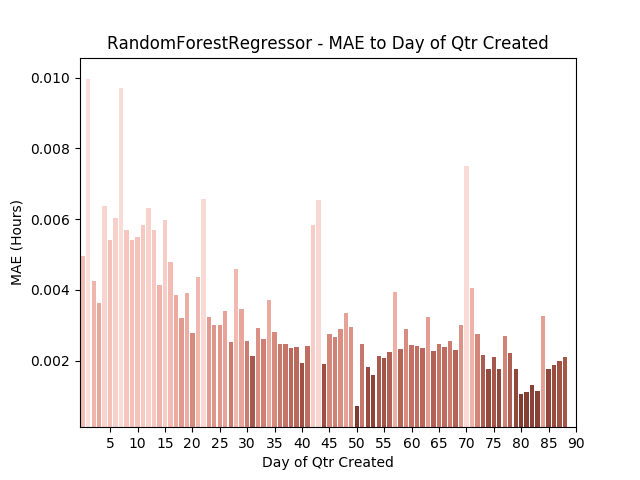 RandomForestRegressor - MAE to Day of Qtr Created
0.010
0.008
0.006
0.004
0.002
MAE (Hours)
5 10 15 20 25 30 35 40 45 50 55 60 65 70 75 80 85 90
Day of Qtr Created